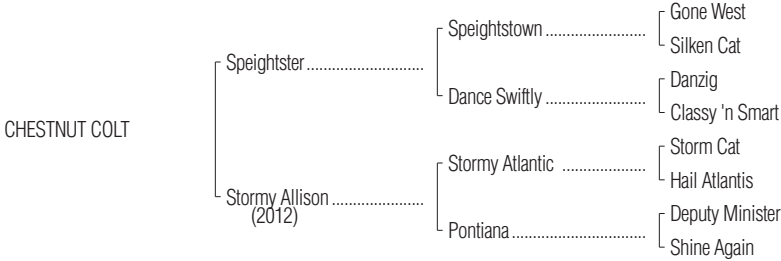 Gone West
Speightstown ........................
Silken Cat
Speightster ............................
Danzig
Dance Swiftly ........................
Classy 'n Smart
CHESTNUT COLT
Storm Cat
Stormy Atlantic ....................
Hail Atlantis
Stormy Allison ......................
(2012)
Deputy Minister
Pontiana ................................
Shine Again